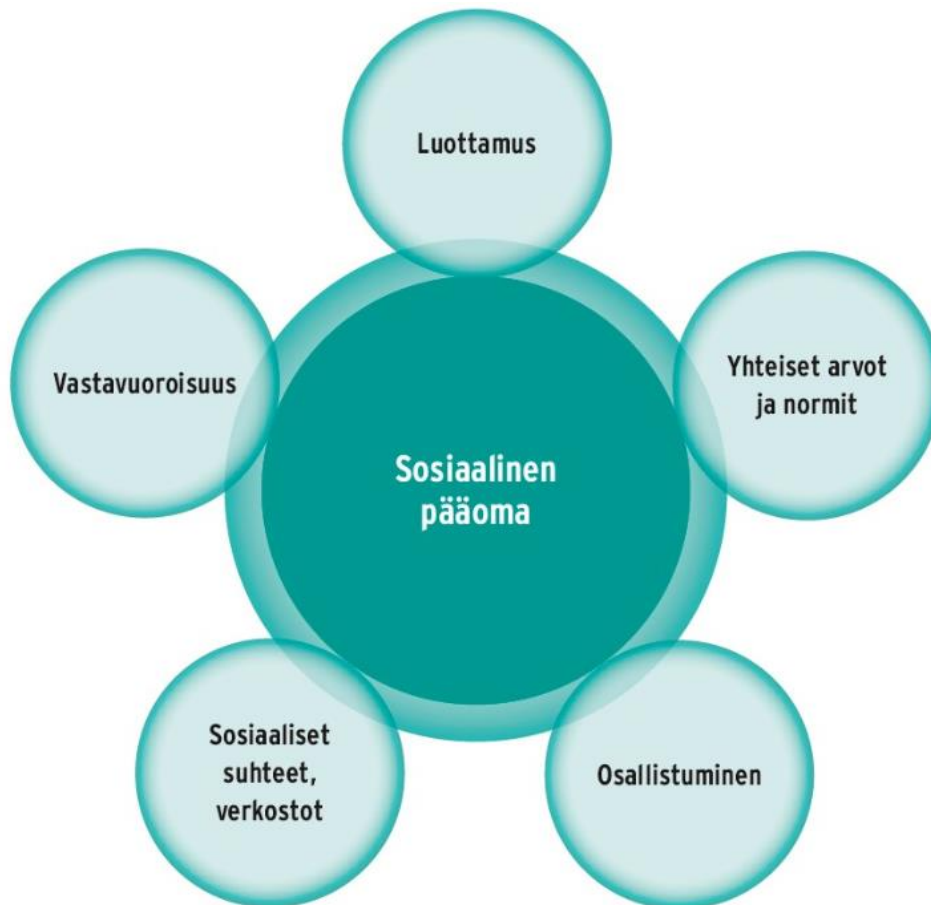 Luottamus
Vastavuoroisuus
Yhteiset arvot
ja normit
Sosiaalinen
pääoma
Sosiaaliset
suhteet,
verkostot
Osallistuminen